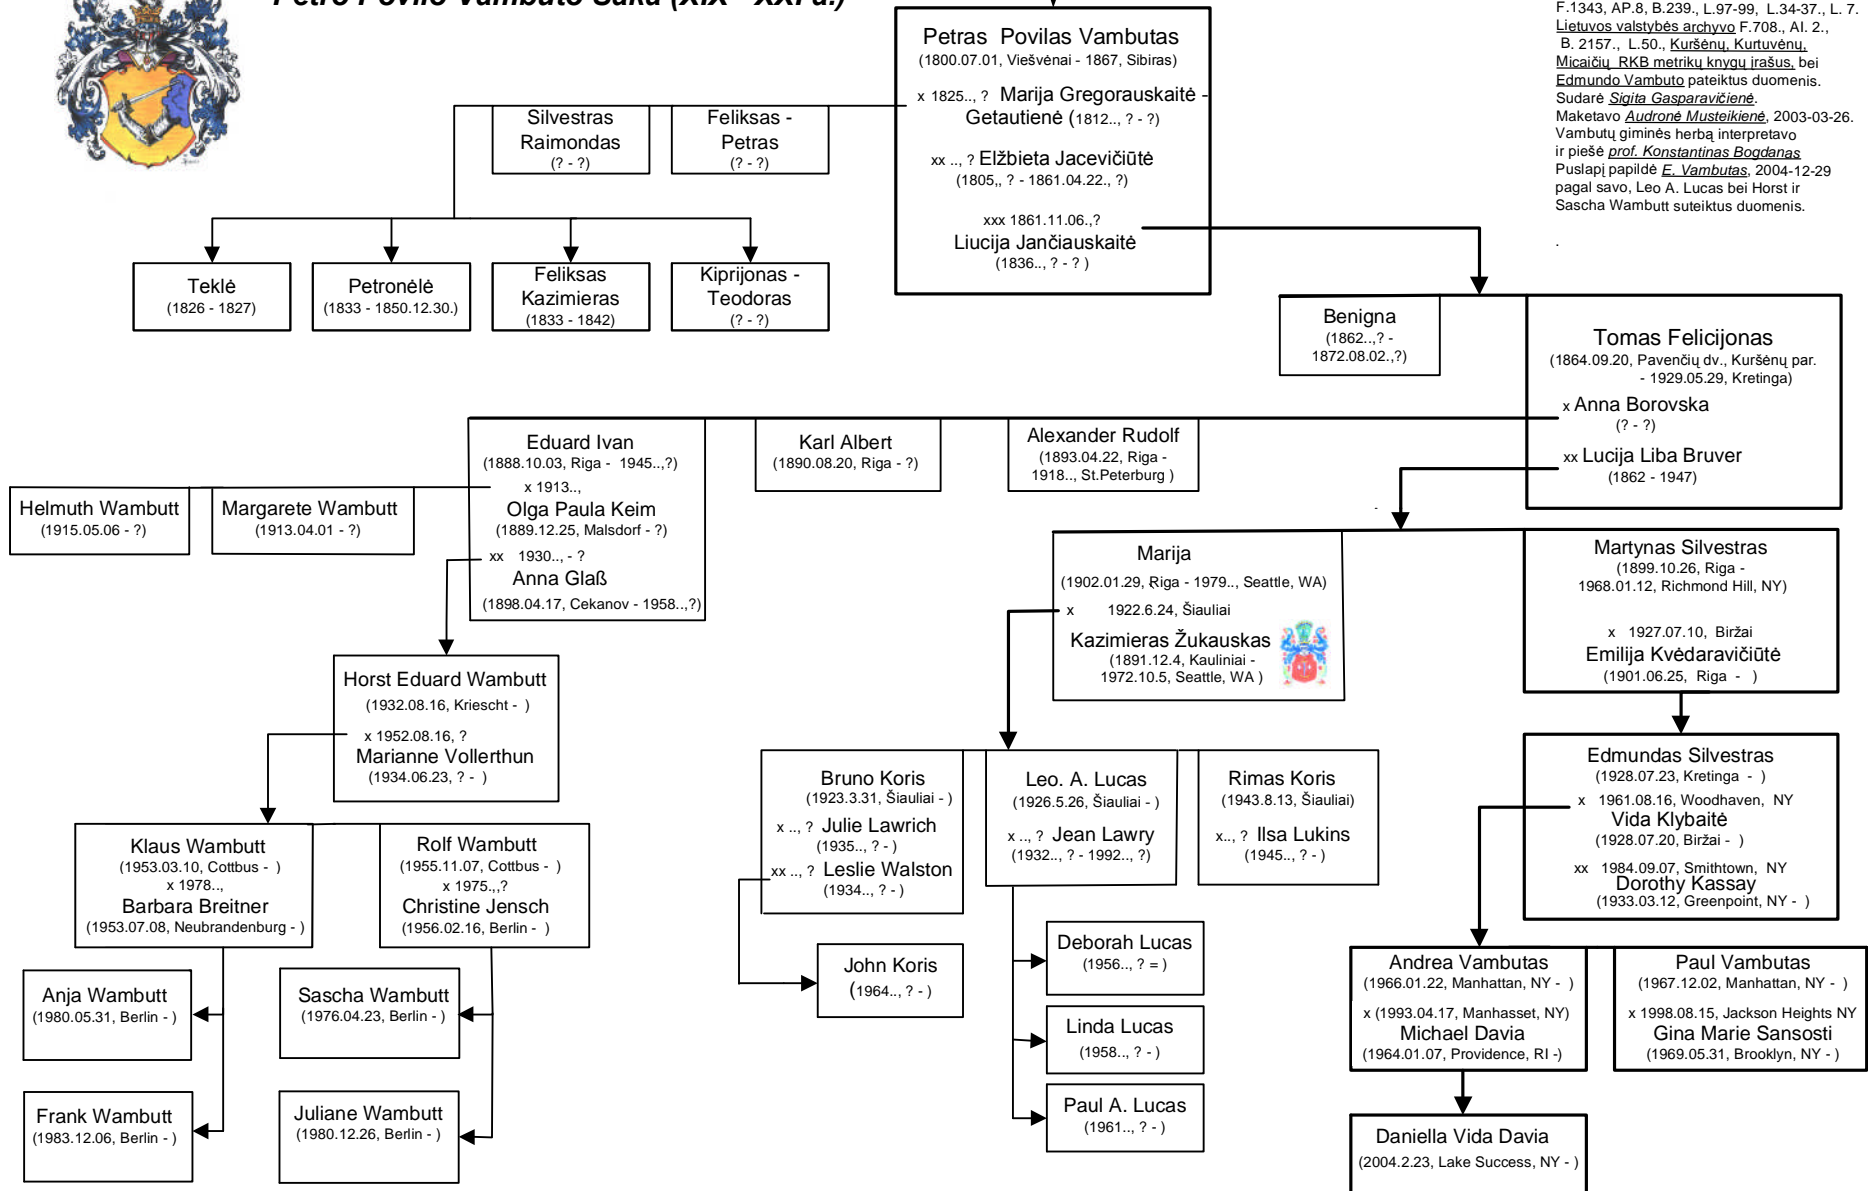 Petro Povilo Vambuto Šaka (XIX - XXI a.)
F.1343, AP.8, B.239., L.97-99, L.34-37., L. 7.
Lietuvos valstybės archyvo F.708., AI. 2.,
B. 2157., L.50., Kuršėnų, Kurtuvėnų,
Micaičių RKB metrikų knygų įrašus, bei
Edmundo Vambuto pateiktus duomenis.
Sudarė Sigita Gasparavičienė.
Maketavo Audronė Musteikienė, 2003-03-26.
Vambutų giminės herbą interpretavo
ir piešė prof. Konstantinas Bogdanas
Puslapį papildė E. Vambutas, 2004-12-29
pagal savo, Leo A. Lucas bei Horst ir
Sascha Wambutt suteiktus duomenis.
.
Petras Povilas Vambutas
(1800.07.01, Viešvėnai - 1867, Sibiras)
x 1825.., ? Marija Gregorauskaitė -
Getautienė (1812.., ? - ?)
xx .., ? Elžbieta Jacevičiūtė
(1805,, ? - 1861.04.22., ?)
xxx 1861.11.06.,?
Liucija Jančiauskaitė
(1836.., ? - ? )
Silvestras
Raimondas
(? - ?)
Feliksas -
Petras
(? - ?)
Teklė
(1826 - 1827)
Petronėlė
(1833 - 1850.12.30.)
Feliksas
Kazimieras
(1833 - 1842)
Kiprijonas -
Teodoras
(? - ?)
Benigna
(1862..,? -
1872.08.02.,?)
Tomas Felicijonas
(1864.09.20, Pavenčių dv., Kuršėnų par.
- 1929.05.29, Kretinga)
x Anna Borovska
(? - ?)
xx Lucija Liba Bruver
(1862 - 1947)
Eduard Ivan
(1888.10.03, Riga - 1945..,?)
x 1913..,
Olga Paula Keim
(1889.12.25, Malsdorf - ?)
xx 1930.., - ?
Anna Glaß
(1898.04.17, Cekanov - 1958..,?)
Karl Albert
(1890.08.20, Riga - ?)
Alexander Rudolf
(1893.04.22, Riga -
1918.., St.Peterburg )
Helmuth Wambutt
(1915.05.06 - ?)
Margarete Wambutt
(1913.04.01 - ?)
Marija
(1902.01.29, Riga - 1979.., Seattle, WA)
x 1922.6.24, Šiauliai
Kazimieras Žukauskas
(1891.12.4, Kauliniai -
1972.10.5, Seattle, WA )
Martynas Silvestras
(1899.10.26, Riga -
1968.01.12, Richmond Hill, NY)
x 1927.07.10, Biržai
Emilija Kvėdaravičiūtė
(1901.06.25, Riga - )
Horst Eduard Wambutt
(1932.08.16, Kriescht - )
x 1952.08.16, ?
Marianne Vollerthun
(1934.06.23, ? - )
Bruno Koris
(1923.3.31, Šiauliai - )
x .., ? Julie Lawrich
(1935.., ? - )
xx .., ? Leslie Walston
(1934.., ? - )
Leo. A. Lucas
(1926.5.26, Šiauliai - )
x .., ? Jean Lawry
(1932.., ? - 1992.., ?)
Rimas Koris
(1943.8.13, Šiauliai)
x.., ? Ilsa Lukins
(1945.., ? - )
Edmundas Silvestras
(1928.07.23, Kretinga - )
x 1961.08.16, Woodhaven, NY
Vida Klybaitė
(1928.07.20, Biržai - )
xx 1984.09.07, Smithtown, NY
Dorothy Kassay
(1933.03.12, Greenpoint, NY - )
Klaus Wambutt
(1953.03.10, Cottbus - )
x 1978..,
Barbara Breitner
(1953.07.08, Neubrandenburg - )
Rolf Wambutt
(1955.11.07, Cottbus - )
x 1975.,,?
Christine Jensch
(1956.02.16, Berlin - )
John Koris
(1964.., ? - )
Deborah Lucas
(1956.., ? = )
Linda Lucas
(1958.., ? - )
Paul A. Lucas
(1961.., ? - )
Andrea Vambutas
(1966.01.22, Manhattan, NY - )
x (1993.04.17, Manhasset, NY)
Michael Davia
(1964.01.07, Providence, RI -)
Paul Vambutas
(1967.12.02, Manhattan, NY - )
x 1998.08.15, Jackson Heights NY
Gina Marie Sansosti
(1969.05.31, Brooklyn, NY - )
Anja Wambutt
(1980.05.31, Berlin - )
Sascha Wambutt
(1976.04.23, Berlin - )
Frank Wambutt
(1983.12.06, Berlin - )
Juliane Wambutt
(1980.12.26, Berlin - )
Daniella Vida Davia
(2004.2.23, Lake Success, NY - )